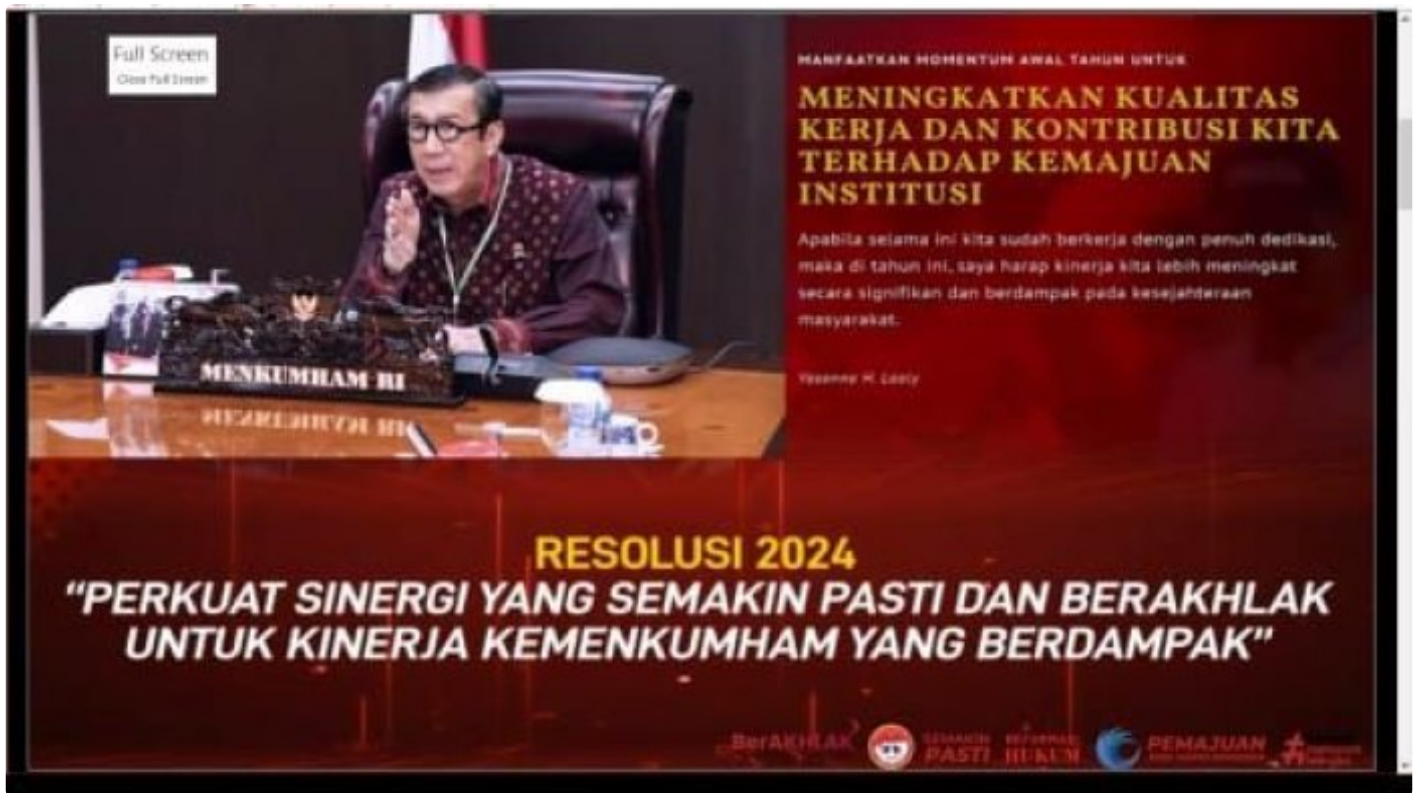 Full Screen
Close Full Screen
MENKUMHAM RI
MANFAATKAN MOMENTUM AWAL TAHUN UNTUK
MENINGKATKAN KUALITAS
KERJA DAN KONTRIBUSI KITA
TERHADAP KEMAJUAN
INSTITUSI
Apabila selama ini kita sudah berkerja dengan penuh dedikasi,
maka di tahun ini, saya harap kinerja kita lebih meningkat
secara signifikan dan berdampak pada kesejahteraan
masyarakat.
Yasonna H. Laoly
RESOLUSI 2024
“PERKUAT SINERGI YANG SEMAKIN PASTI DAN BERAKHLAK
UNTUK KINERJA KEMENKUMHAM YANG BERDAMPAK”
BerAKHLAK
SEMAKIN
PASTI
HUKUM
PEMAJUAN